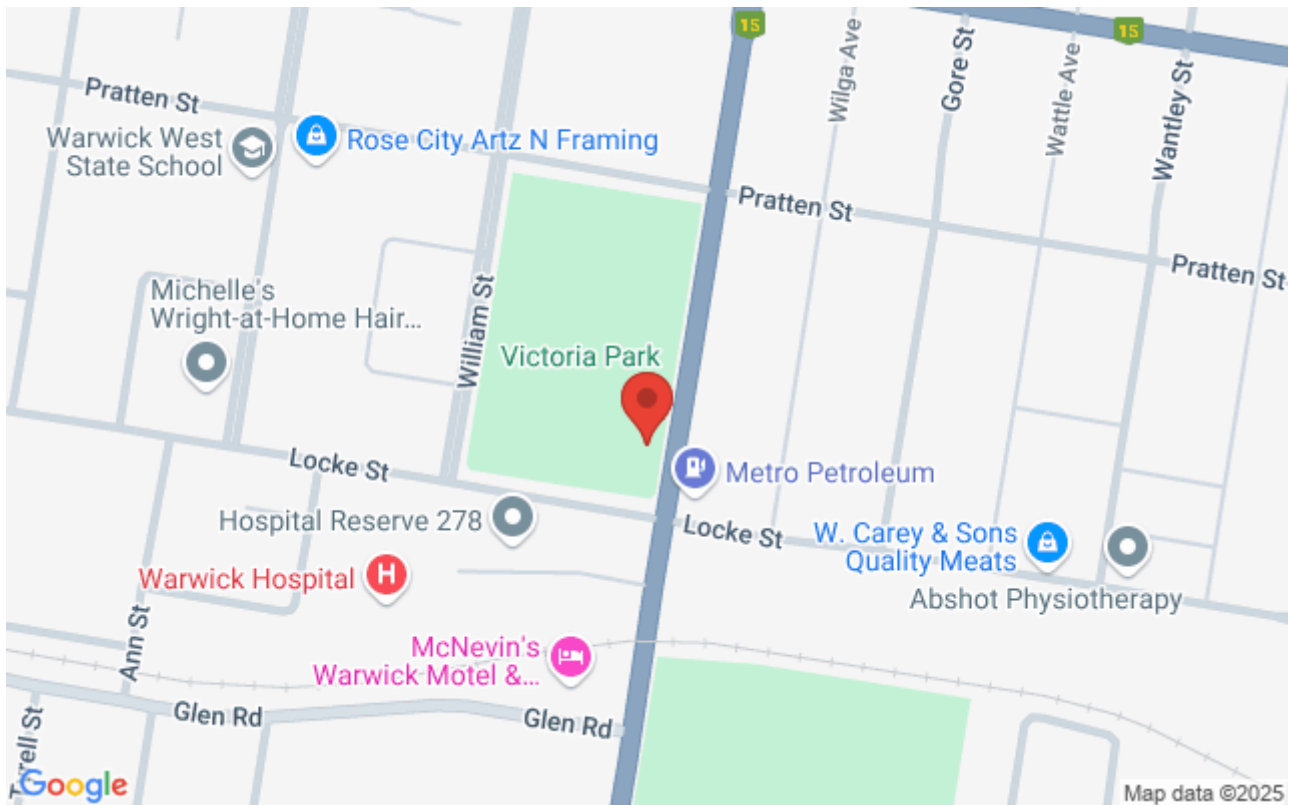 15
15
Pratten St
Wilga Ave
Gore St
Wattle Ave
Wantley St
Warwick West
State School
Rose City Artz N Framing
Pratten St
Pratten St
Michelle's
Wright-at-Home Hair...
William St
Victoria Park
Locke St
Metro Petroleum
Hospital Reserve 278
Locke St
W. Carey & Sons
Quality Meats
Warwick Hospital
H
Abshot Physiotherapy
Ann St
McNevin's
Warwick Motel &...
Glen Rd
Glen Rd
Google
Map data ©2025